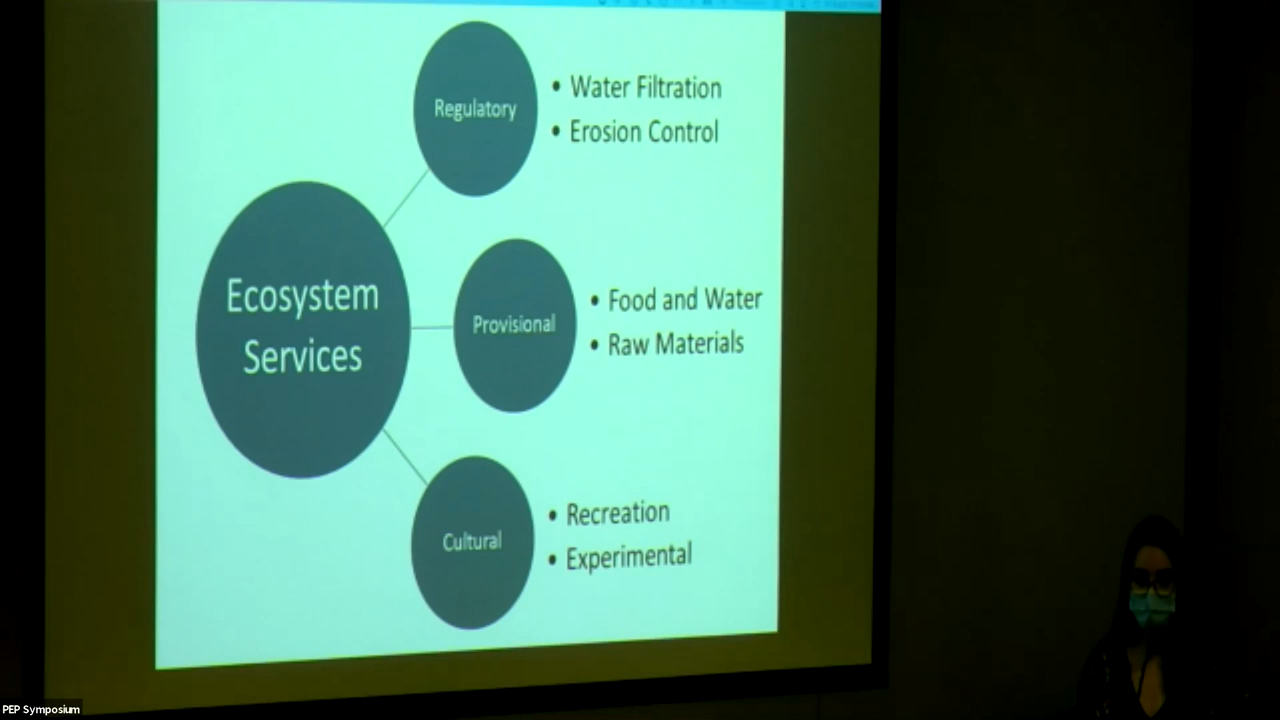 Regulatory
• Water Filtration
• Erosion Control
Ecosystem
Services
Provisional
• Food and Water
• Raw Materials
Cultural
• Recreation
• Experimental
PEP Symposium